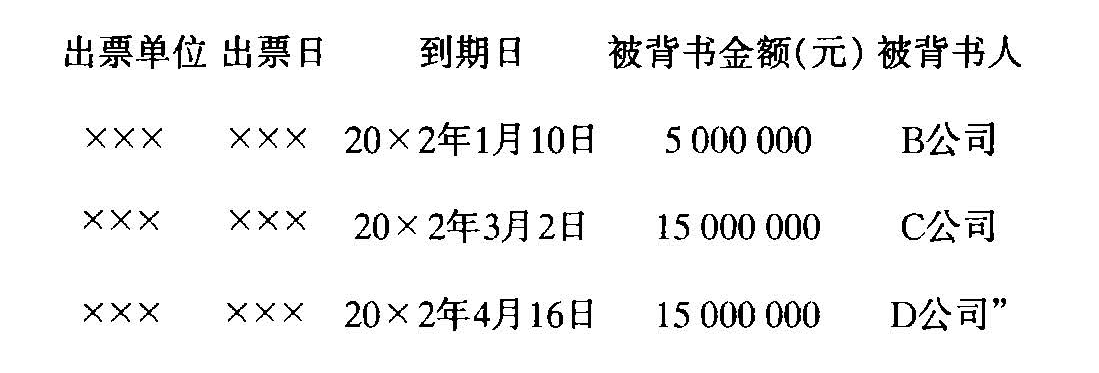 出票单位 出票日 到期日 被背书金额(元) 被背书人
××× ××× 20×2年1月10日 5 000 000 B公司
××× ××× 20×2年3月2日 15 000 000 C公司
××× ××× 20×2年4月16日 15 000 000 D公司”